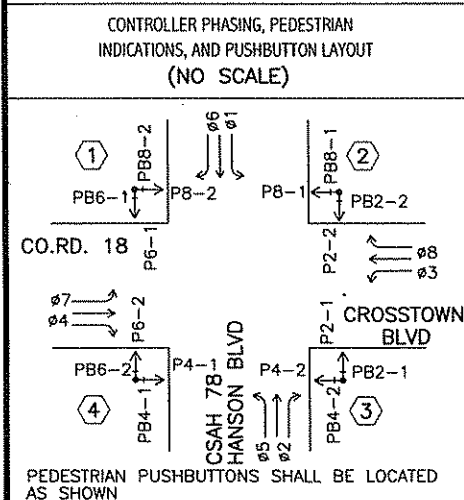 CONTROLLER PHASING, PEDESTRIAN
INDICATIONS, AND PUSHBUTTON LAYOUT
(NO SCALE)
ø6
ø1
1
PB8-2
PB6-1
P8-2
P6-1
CO.RD. 18
2
PB8-1
P8-1
PB2-2
P2-2
ø8
ø3
ø7
ø4
P6-2
PB6-2
P4-1
PB4-1
4
CSAH 78
HANSON BLVD
P2-1
CROSSTOWN
BLVD
P4-2
PB2-1
PB4-2
3
ø5
ø2
PEDESTRIAN PUSHBUTTONS SHALL BE LOCATED
AS SHOWN